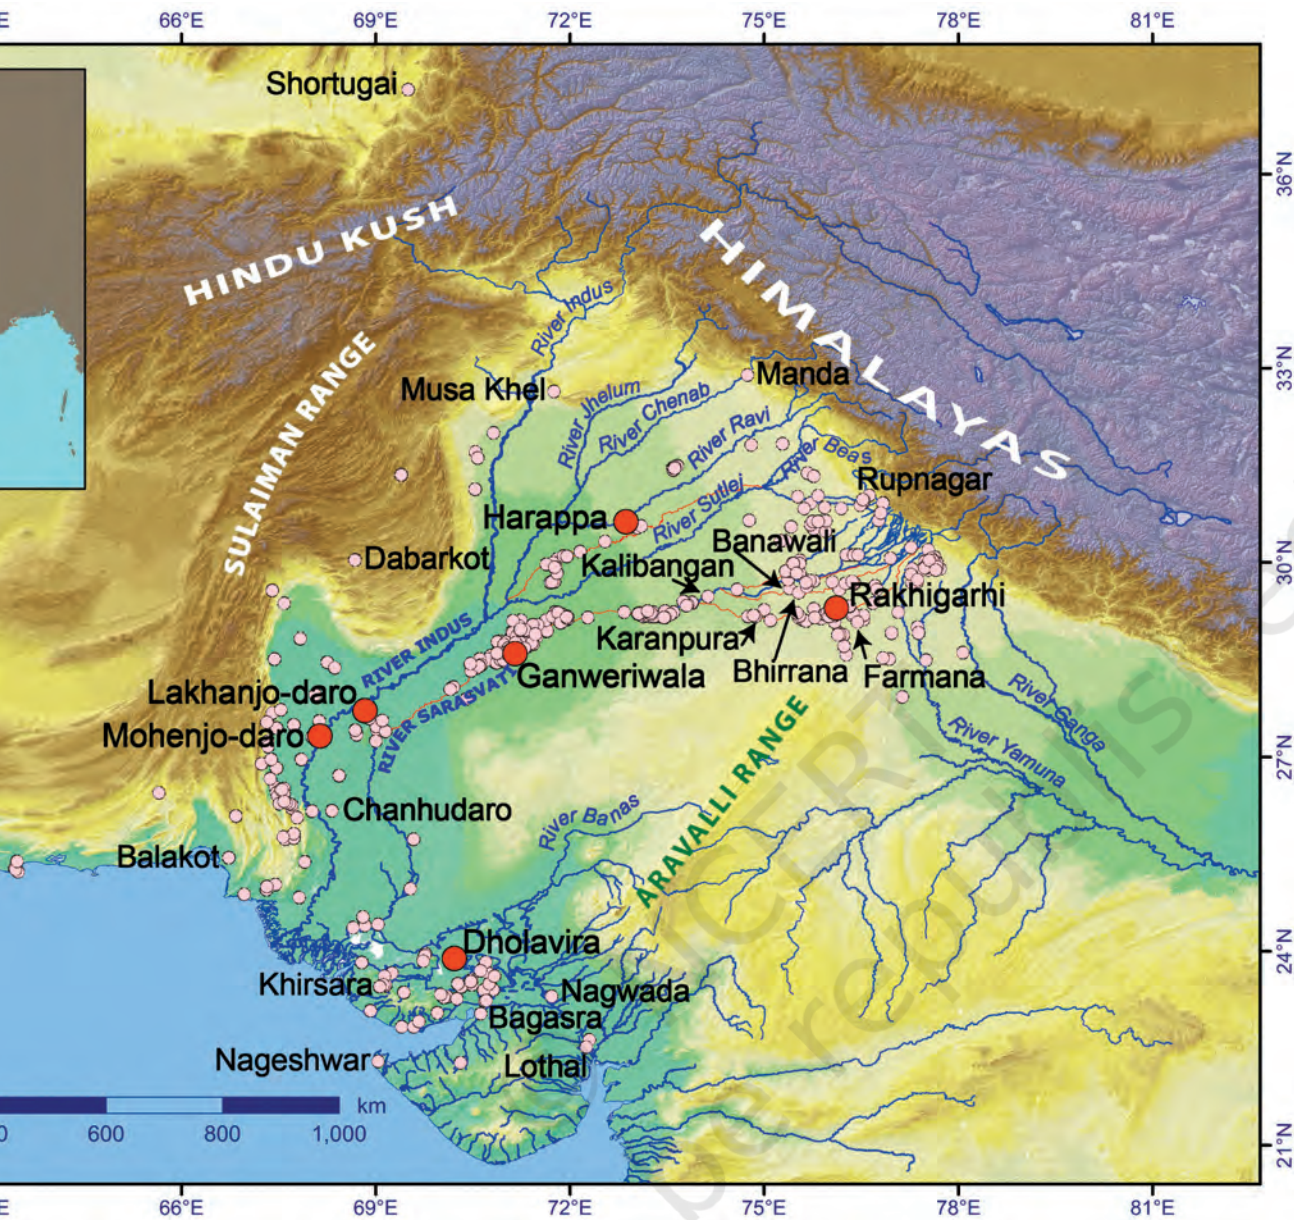 E
66°E
69°E
72°E
75°E
78°E
81°E
Shortugai
36°N
HINDU KUSH
HIMALAYAS
River Indus
SULAIMAN RANGE
33°N
Musa Khel
Manda
River Jhelum
River Chenab
River Ravi
River Beas
Rupnagar
Harappa
River Sutlej
Banawali
Dabarkot
Kalibangan
30°N
Rakhigarhi
Karanpura
Bhirrana
Farmana
RIVER INDUS
Ganweriwala
Lakhanjo-daro
RIVER SARASVATI
Mohenjo-daro
River Ganga
River Yamuna
27°N
ARAVALLI RANGE
Chanhudaro
River Banas
Balakot
Dholavira
24°N
Khirsara
Nagwada
Bagasra
Nageshwar
Lothal
km
0
600
800
1,000
21°N
E
66°E
69°E
72°E
75°E
78°E
81°E